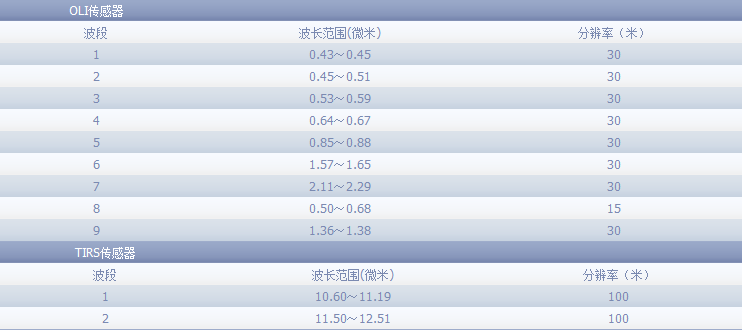 OLI传感器
波段 波长范围(微米) 分辨率（米）
1 0.43～0.45 30
2 0.45～0.51 30
3 0.53～0.59 30
4 0.64～0.67 30
5 0.85～0.88 30
6 1.57～1.65 30
7 2.11～2.29 30
8 0.50～0.68 15
9 1.36～1.38 30
TIRS传感器
波段 波长范围(微米) 分辨率（米）
1 10.60～11.19 100
2 11.50～12.51 100